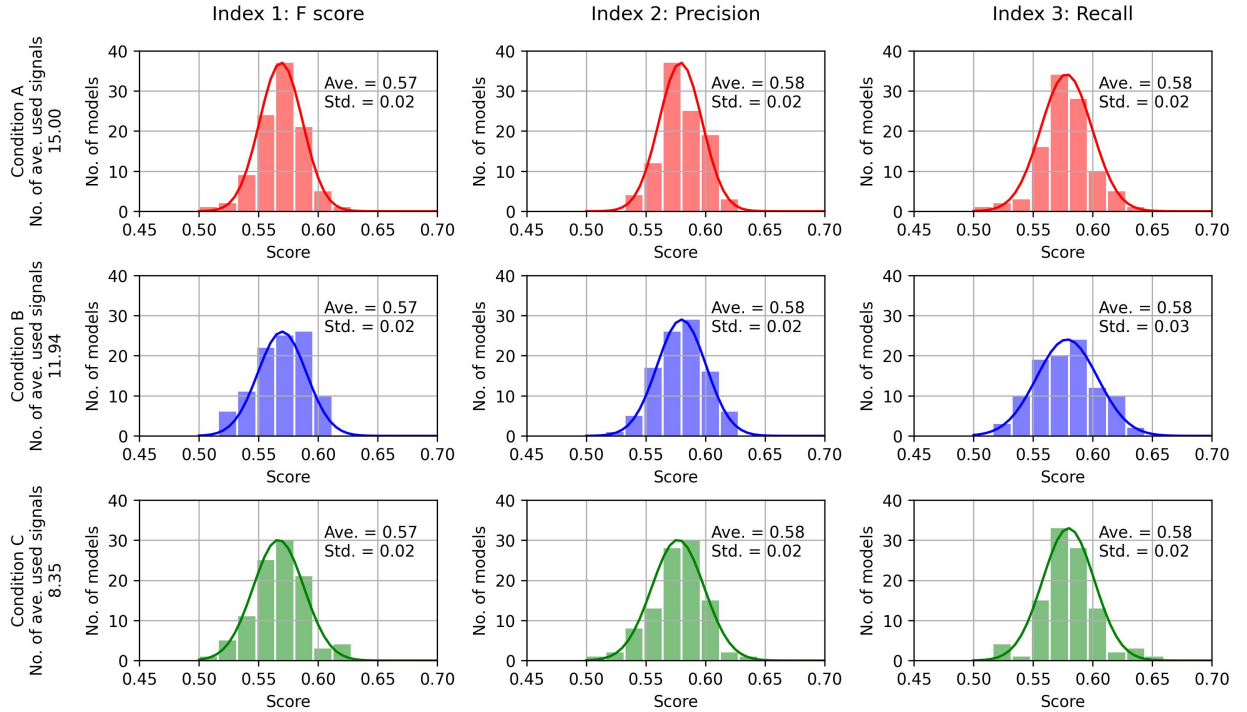 Index 1: F score
Index 2: Precision
Index 3: Recall
Condition A
No. of ave. used signals
15.00
No. of models
40
30
20
10
0
Ave. = 0.57
Std. = 0.02
0.45 0.50 0.55 0.60 0.65 0.70
Score
No. of models
40
30
20
10
0
Ave. = 0.58
Std. = 0.02
0.45 0.50 0.55 0.60 0.65 0.70
Score
No. of models
40
30
20
10
0
Ave. = 0.58
Std. = 0.02
0.45 0.50 0.55 0.60 0.65 0.70
Score
Condition B
No. of ave. used signals
11.94
No. of models
40
30
20
10
0
Ave. = 0.57
Std. = 0.02
0.45 0.50 0.55 0.60 0.65 0.70
Score
No. of models
40
30
20
10
0
Ave. = 0.58
Std. = 0.02
0.45 0.50 0.55 0.60 0.65 0.70
Score
No. of models
40
30
20
10
0
Ave. = 0.58
Std. = 0.03
0.45 0.50 0.55 0.60 0.65 0.70
Score
Condition C
No. of ave. used signals
8.35
No. of models
40
30
20
10
0
Ave. = 0.57
Std. = 0.02
0.45 0.50 0.55 0.60 0.65 0.70
Score
No. of models
40
30
20
10
0
Ave. = 0.58
Std. = 0.02
0.45 0.50 0.55 0.60 0.65 0.70
Score
No. of models
40
30
20
10
0
Ave. = 0.58
Std. = 0.02
0.45 0.50 0.55 0.60 0.65 0.70
Score